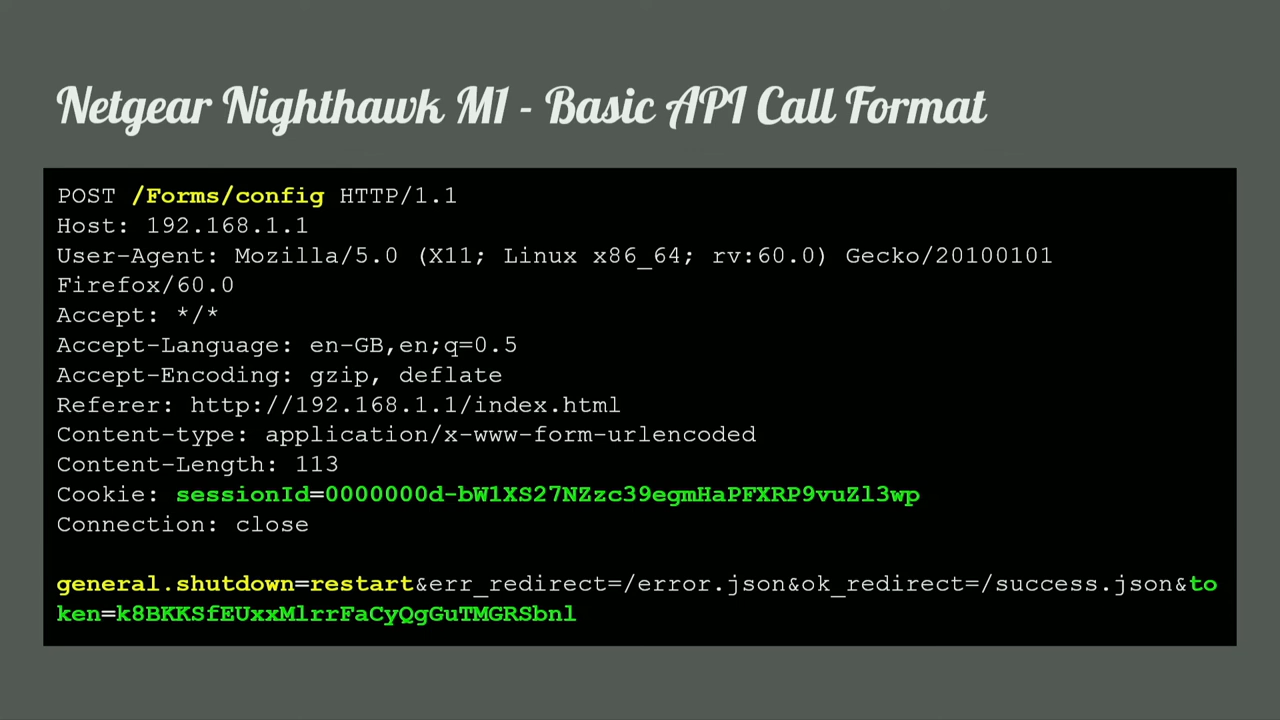 Netgear Nighthawk M1 - Basic API Call Format
POST /Forms/config HTTP/1.1
Host: 192.168.1.1
User-Agent: Mozilla/5.0 (X11; Linux x86_64; rv:60.0) Gecko/20100101
Firefox/60.0
Accept: */*
Accept-Language: en-GB,en;q=0.5
Accept-Encoding: gzip, deflate
Referer: http://192.168.1.1/index.html
Content-type: application/x-www-form-urlencoded
Content-Length: 113
Cookie: sessionId=0000000d-bW1XS27NZzc39egmHaPFXRP9vuZl3wp
Connection: close
general.shutdown=restart&err_redirect=/error.json&ok_redirect=/success.json&to
ken=k8BKKSfEUxxMlrrFaCyQgGuTMGRSbnl